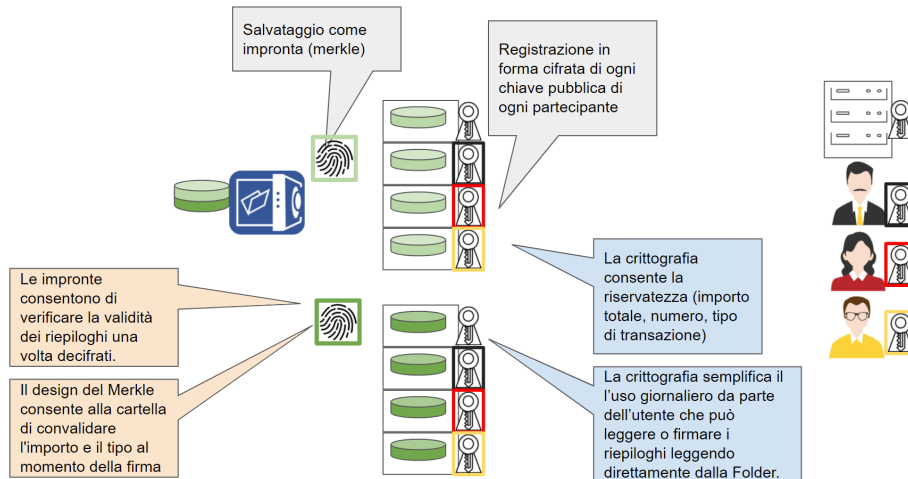 Salvataggio come
impronta (merkle)
Registrazione in
forma cifrata di ogni
chiave pubblica di
ogni partecipante
La crittografia
consente la
riservatezza (importo
totale, numero, tipo
di transazione)
Le impronte
consentono di
verificare la validità
dei riepiloghi una
volta decifrati.
Il design del Merkle
consente alla cartella
di convalidare
l'importo e il tipo al
momento della firma
La crittografia semplifica il
l'uso giornaliero da parte
dell'utente che può
leggere o firmare i
riepiloghi leggendo
direttamente dalla Folder.